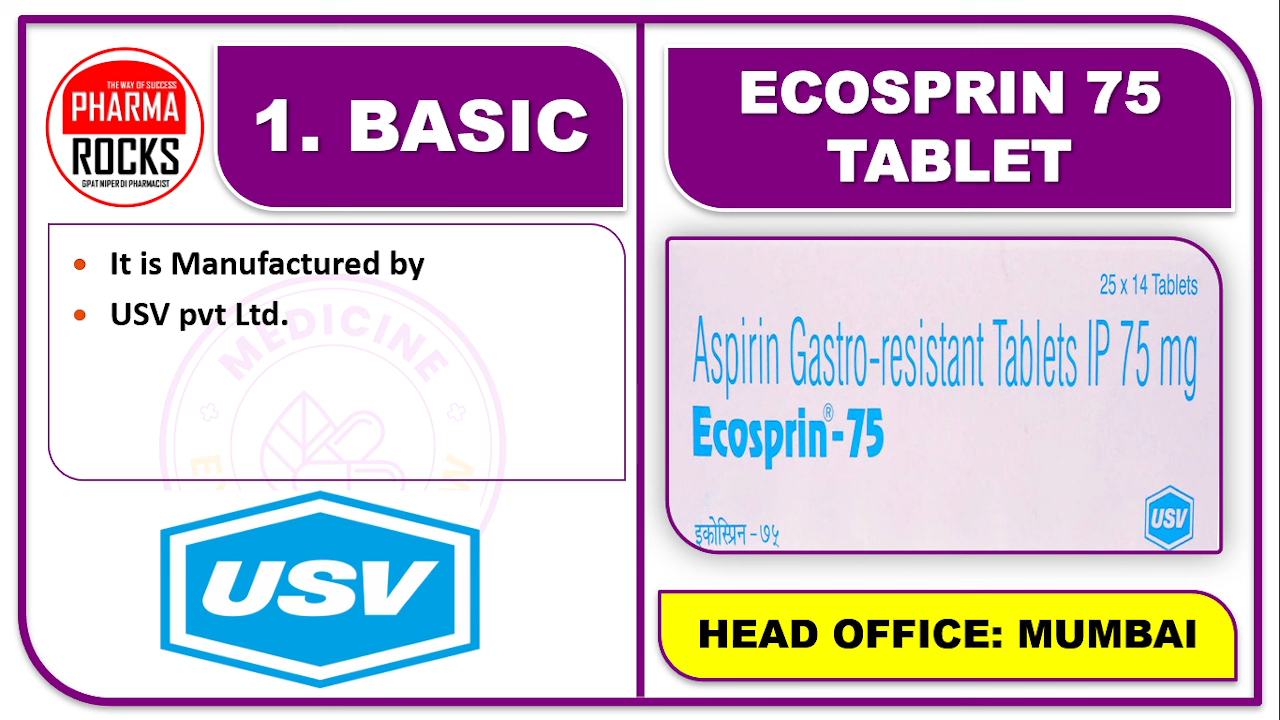 THE WAY OF SUCCESS
PHARMA
ROCKS
GPAT NIPER DI PHARMACIST
1. BASIC
It is Manufactured by
USV pvt Ltd.
MEDICINE
USV
ECOSPRIN 75
TABLET
25 x 14 Tablets
Aspirin Gastro-resistant Tablets IP 75 mg
Ecosprin®-75
इकोस्प्रिन - ७५
USV
HEAD OFFICE: MUMBAI